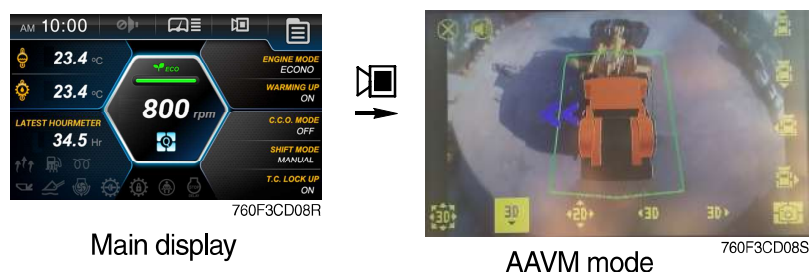 AM 10:00
23.4 ℃
ECO
ENGINE MODE
ECONO
23.4 ℃
800 rpm
WARMING UP
ON
LATEST HOURMETER
34.5 Hr
C.C.O. MODE
OFF
SHIFT MODE
MANUAL
T.C. LOCK UP
ON
760F3CD08R
Main display
3D
3D
2D
3D
3D
760F3CD08S
AAVM mode